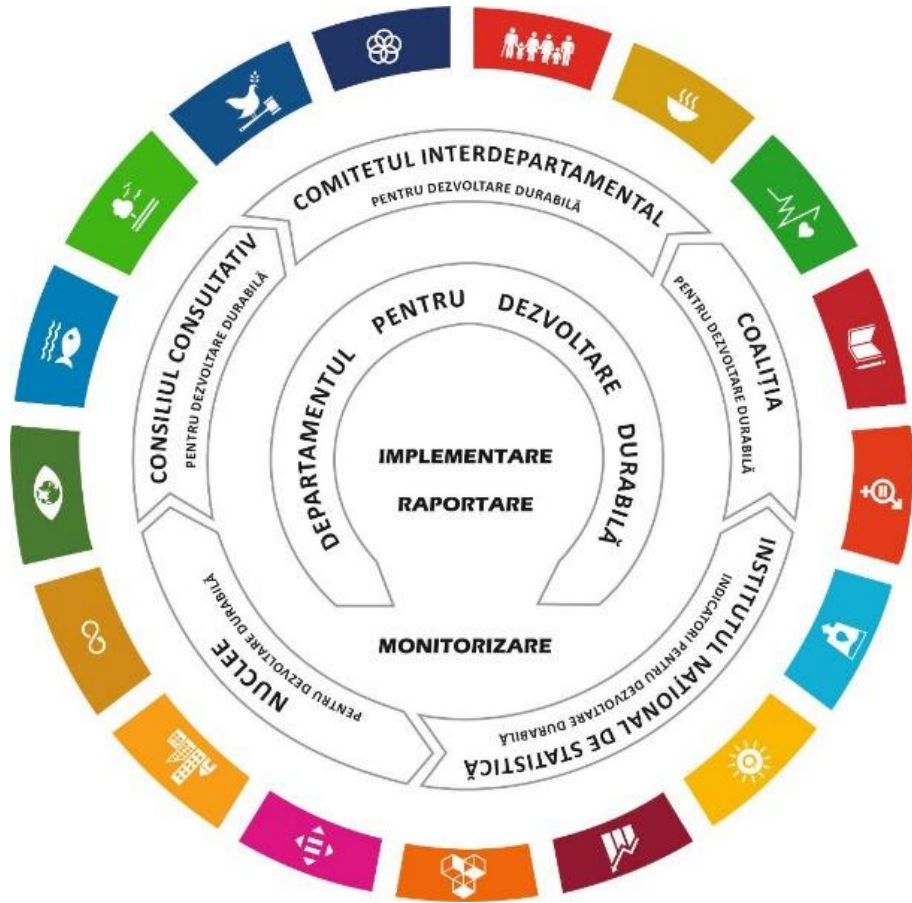 COMITETUL INTERDEPARTAMENTAL
PENTRU DEZVOLTARE DURABILĂ
COALIȚIA
PENTRU DEZVOLTARE DURABILĂ
INSTITUTUL NAȚIONAL DE STATISTICĂ
INDICATORI PENTRU DEZVOLTARE DURABILĂ
NUCLEE
PENTRU DEZVOLTARE DURABILĂ
CONSILIUL CONSULTATIV
PENTRU DEZVOLTARE DURABILĂ
DEPARTAMENTUL PENTRU DEZVOLTARE DURABILĂ
IMPLEMENTARE
RAPORTARE
MONITORIZARE